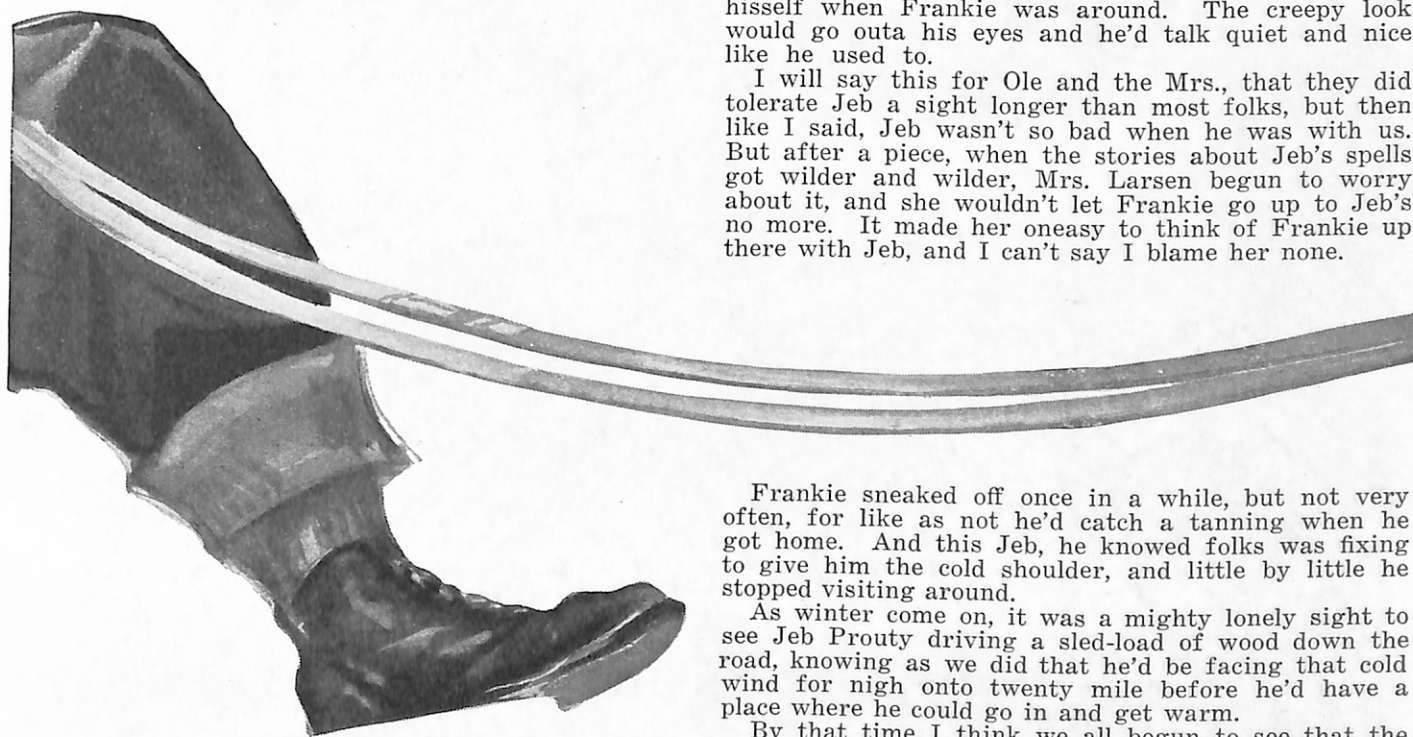 hisself when Frankie was around. The creepy look
would go outa his eyes and he'd talk quiet and nice
like he used to.
I will say this for Ole and the Mrs., that they did
tolerate Jeb a sight longer than most folks, but then
like I said, Jeb wasn't so bad when he was with us.
But after a piece, when the stories about Jeb's spells
got wilder and wilder, Mrs. Larsen begun to worry
about it, and she wouldn't let Frankie go up to Jeb's
no more. It made her oneasy to think of Frankie up
there with Jeb, and I can't say I blame her none.
Frankie sneaked off once in a while, but not very
often, for like as not he'd catch a tanning when he
got home. And this Jeb, he knowed folks was fixing
to give him the cold shoulder, and little by little he
stopped visiting around.
As winter come on, it was a mighty lonely sight to
see Jeb Prouty driving a sled-load of wood down the
road, knowing as we did that he'd be facing that cold
wind for nigh onto twenty mile before he'd have a
place where he could go in and get warm.
By that time I think we all begun to see that the